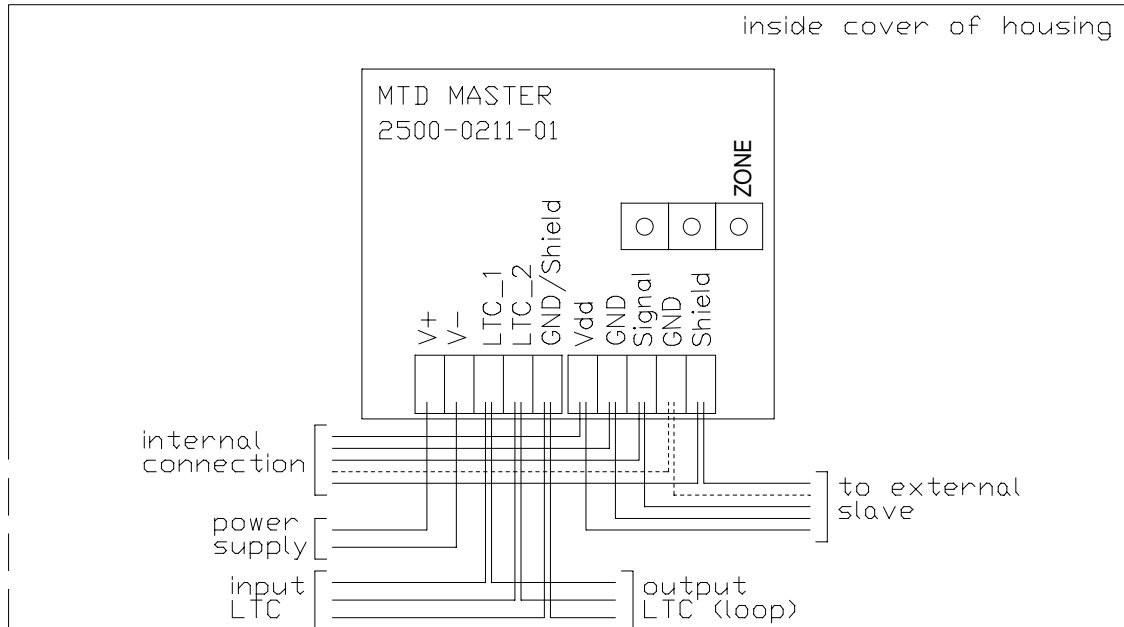 inside cover of housing
MTD MASTER
2500-0211-01
ZONE
V+
V-
LTC_1
LTC_2
GND/Shield
Vdd
GND
Signal
GND
Shield
internal
connection
power
supply
input
LTC
to external
slave
output
LTC (loop)